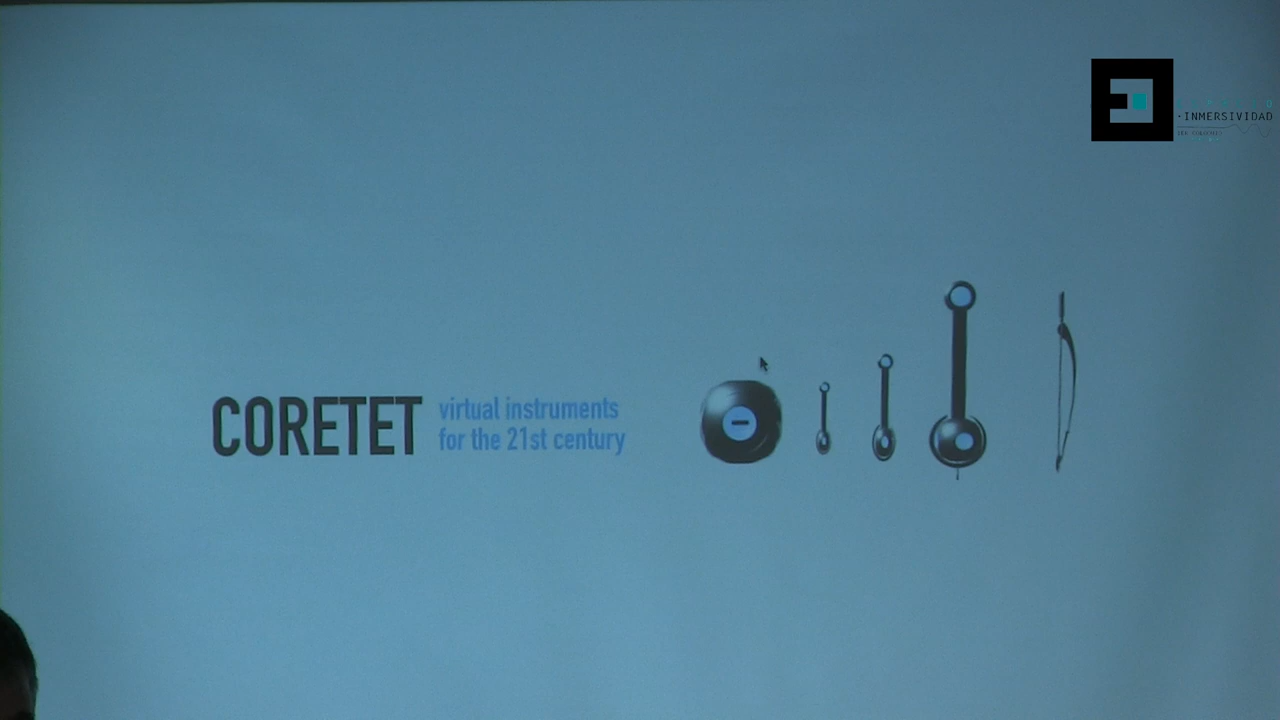 CORETET
virtual instruments
for the 21st century
·INMERSIVIDAD